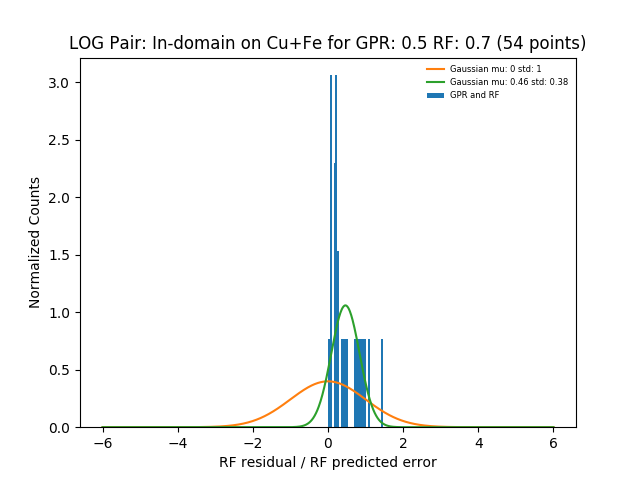 LOG Pair: In-domain on Cu+Fe for GPR: 0.5 RF: 0.7 (54 points)
Gaussian mu: 0 std: 1
Gaussian mu: 0.46 std: 0.38
GPR and RF
Normalized Counts
3.0
2.5
2.0
1.5
1.0
0.5
0.0
−6 −4 −2 0 2 4 6
RF residual / RF predicted error